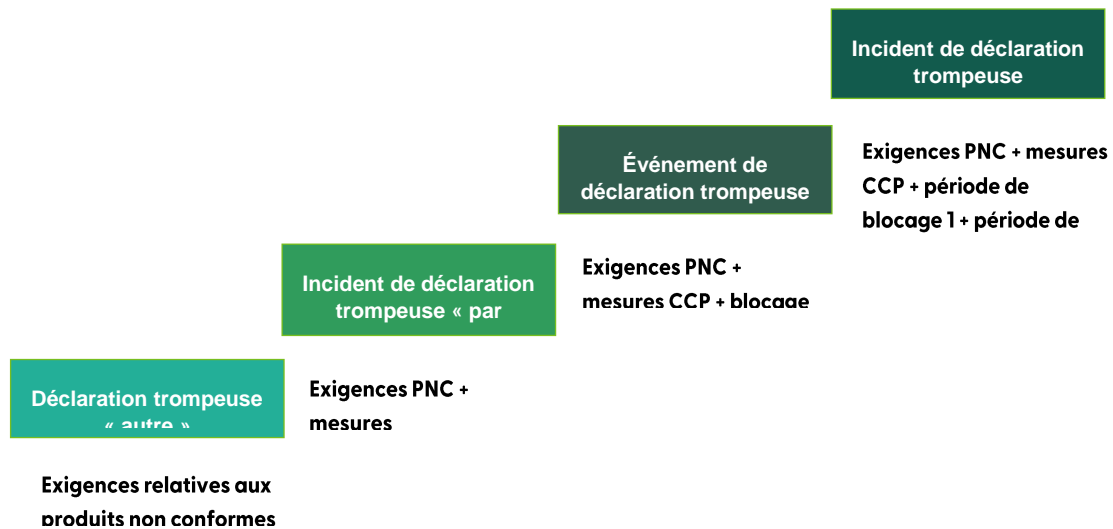 Incident de déclaration
trompeuse
Exigences PNC + mesures
CCP + période de
blocage 1 + période de
Événement de
déclaration trompeuse
Exigences PNC +
mesures CCP + blocage
Incident de déclaration
trompeuse « par
Exigences PNC +
mesures
Déclaration trompeuse
« autre »
Exigences relatives aux
produits non conformes